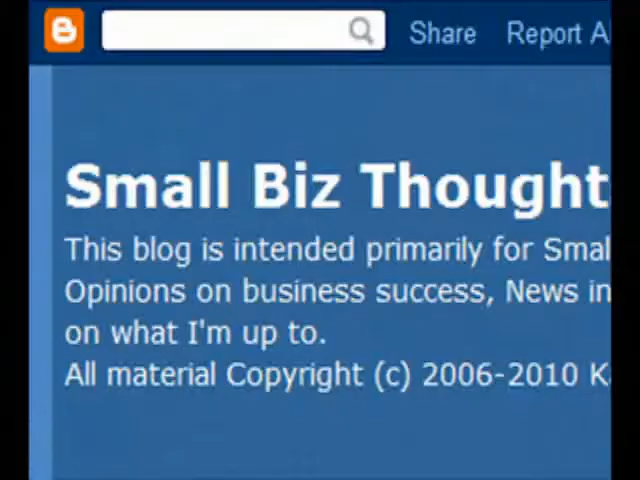 Share Report A
Small Biz Thought
This blog is intended primarily for Smal
Opinions on business success, News in
on what I'm up to.
All material Copyright (c) 2006-2010 K